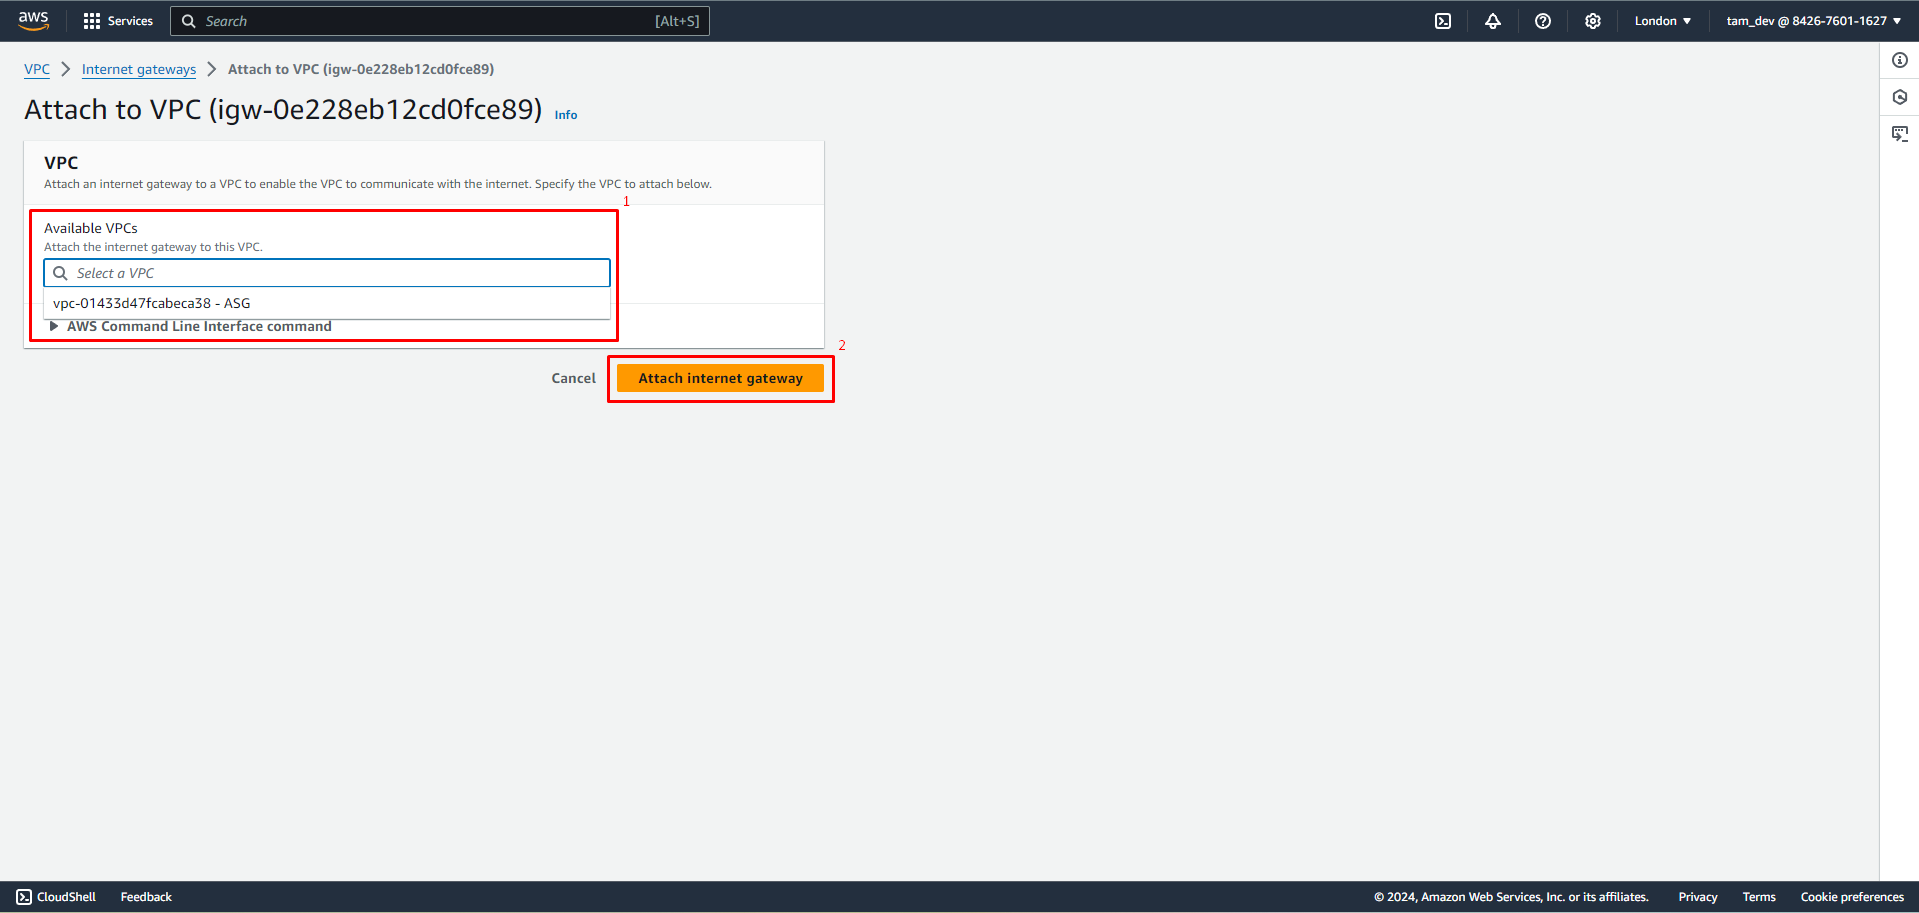 aws Services Search [Alt+S] London tam_dev @ 8426-7601-1627
VPC Internet gateways Attach to VPC (igw-0e228eb12cd0fce89)
Attach to VPC (igw-0e228eb12cd0fce89) Info
VPC
Attach an internet gateway to a VPC to enable the VPC to communicate with the internet. Specify the VPC to attach below.
1
Available VPCs
Attach the internet gateway to this VPC.
Select a VPC
vpc-01433d47fcabeca38 - ASG
AWS Command Line Interface command
2
Cancel Attach internet gateway
CloudShell Feedback © 2024, Amazon Web Services, Inc. or its affiliates. Privacy Terms Cookie preferences